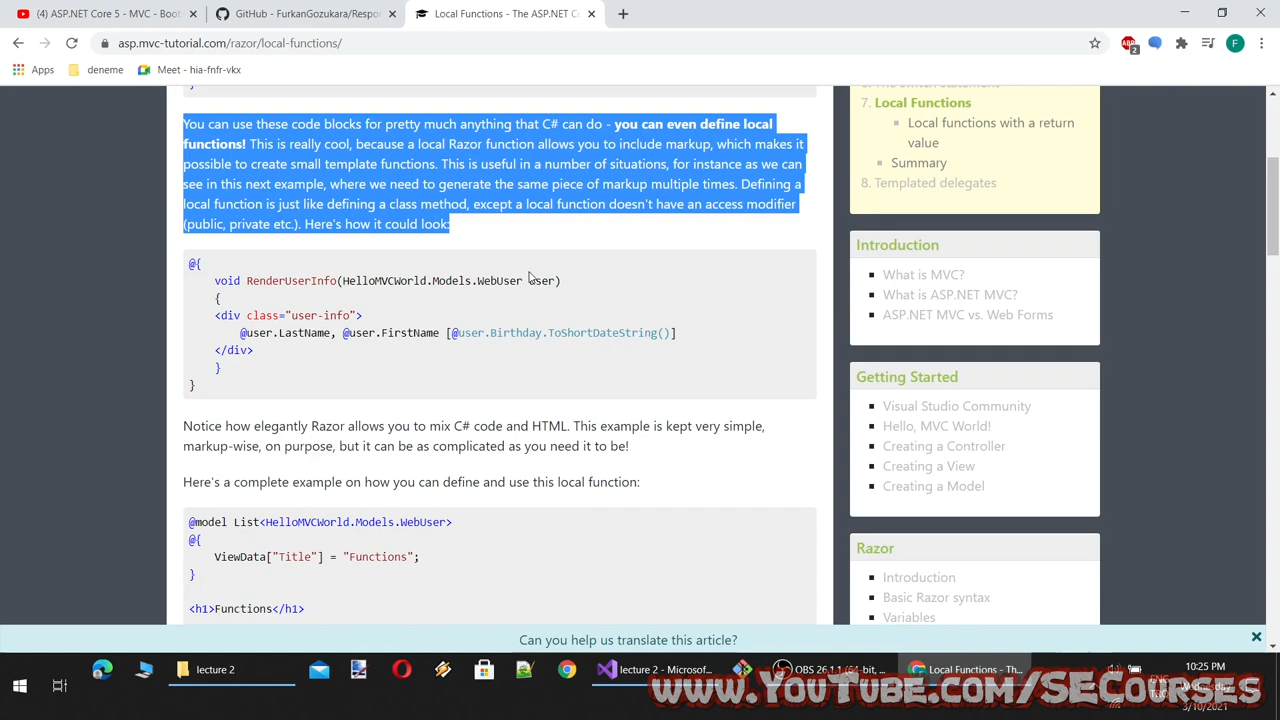 (4) ASP.NET Core 5 - MVC - Boot
GitHub - FurkanGozukara/Respo
Local Functions - The ASP.NET Co
asp.mvc-tutorial.com/razor/local-functions/
ABP
2
F
Apps
deneme
Meet - hia-fnfr-vkx
}
You can use these code blocks for pretty much anything that C# can do - you can even define local
functions! This is really cool, because a local Razor function allows you to include markup, which makes it
possible to create small template functions. This is useful in a number of situations, for instance as we can
see in this next example, where we need to generate the same piece of markup multiple times. Defining a
local function is just like defining a class method, except a local function doesn't have an access modifier
(public, private etc.). Here's how it could look:
@{
void RenderUserInfo(HelloMVCWorld.Models.WebUser user)
{
<div class="user-info">
@user.LastName, @user.FirstName [@user.Birthday.ToShortDateString()]
</div>
}
}
Notice how elegantly Razor allows you to mix C# code and HTML. This example is kept very simple,
markup-wise, on purpose, but it can be as complicated as you need it to be!
Here's a complete example on how you can define and use this local function:
@model List<HelloMVCWorld.Models.WebUser>
@{
ViewData["Title"] = "Functions";
}
<h1>Functions</h1>
6. The switch statement
7. Local Functions
Local functions with a return
value
Summary
8. Templated delegates
Introduction
What is MVC?
What is ASP.NET MVC?
ASP.NET MVC vs. Web Forms
Getting Started
Visual Studio Community
Hello, MVC World!
Creating a Controller
Creating a View
Creating a Model
Razor
Introduction
Basic Razor syntax
Variables
Can you help us translate this article?
lecture 2
lecture 2 - Microsof...
OBS 26.1.1 (64-bit, ...
Local Functions - Th...
ENG
10:25 PM
Wednesday
3/10/2021
www.YouTube.com/SECourses